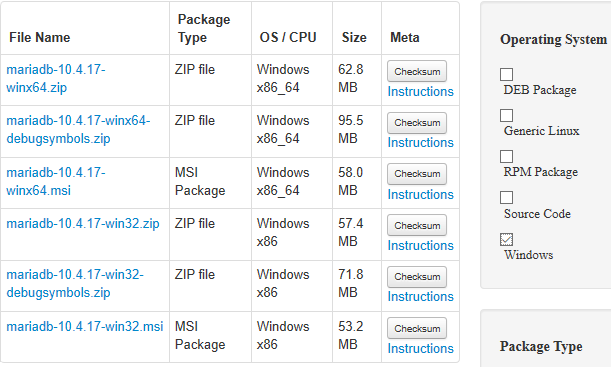 File Name Package Type OS / CPU Size Meta
mariadb-10.4.17-winx64.zip ZIP file Windows x86_64 62.8 MB Checksum Instructions
mariadb-10.4.17-winx64-debugsymbols.zip ZIP file Windows x86_64 95.5 MB Checksum Instructions
mariadb-10.4.17-winx64.msi MSI Package Windows x86_64 58.0 MB Checksum Instructions
mariadb-10.4.17-win32.zip ZIP file Windows x86 57.4 MB Checksum Instructions
mariadb-10.4.17-win32-debugsymbols.zip ZIP file Windows x86 71.8 MB Checksum Instructions
mariadb-10.4.17-win32.msi MSI Package Windows x86 53.2 MB Checksum Instructions
Operating System
DEB Package
Generic Linux
RPM Package
Source Code
Windows
Package Type